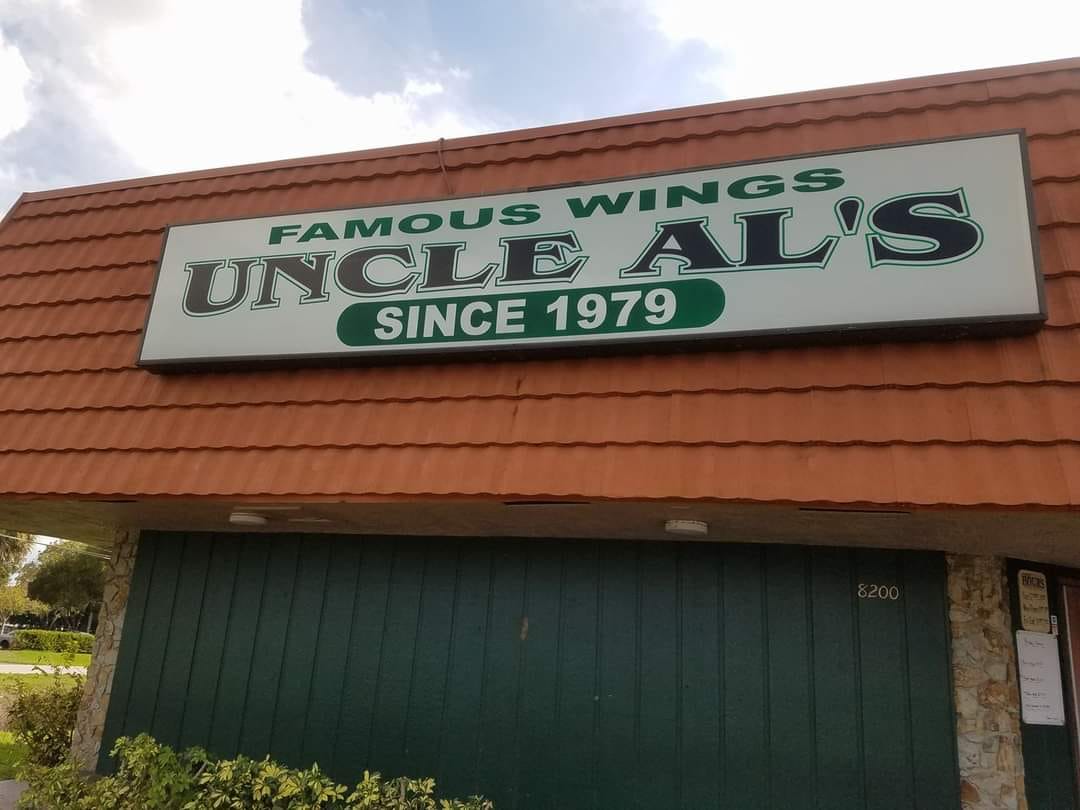 FAMOUS WINGS
UNCLE AL'S
SINCE 1979
8200
HOURS